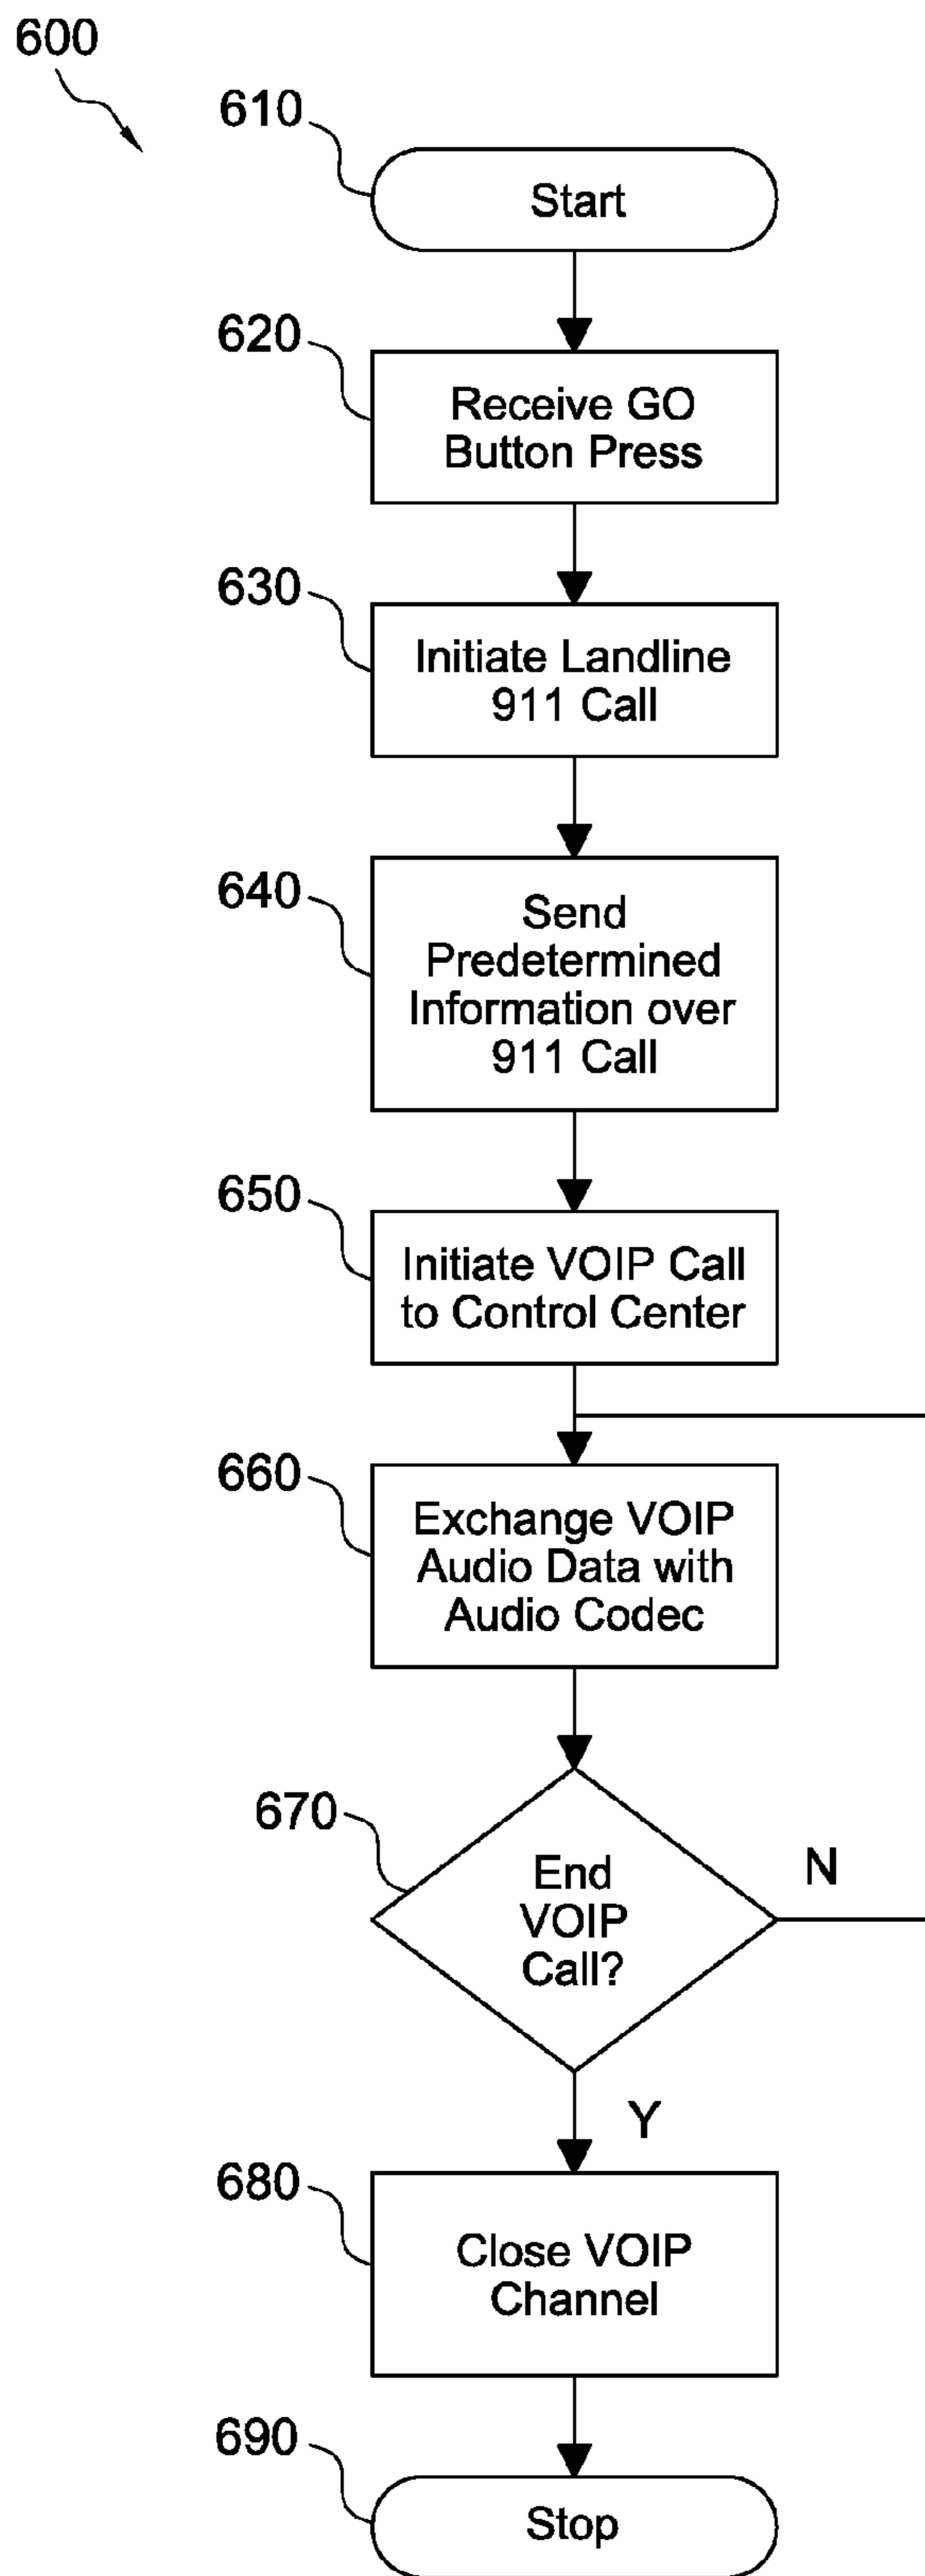 600
610
Start
620
Receive GO
Button Press
630
Initiate Landline
911 Call
640
Send
Predetermined
Information over
911 Call
650
Initiate VOIP Call
to Control Center
660
Exchange VOIP
Audio Data with
Audio Codec
670
End
VOIP
Call?
N
Y
680
Close VOIP
Channel
690
Stop